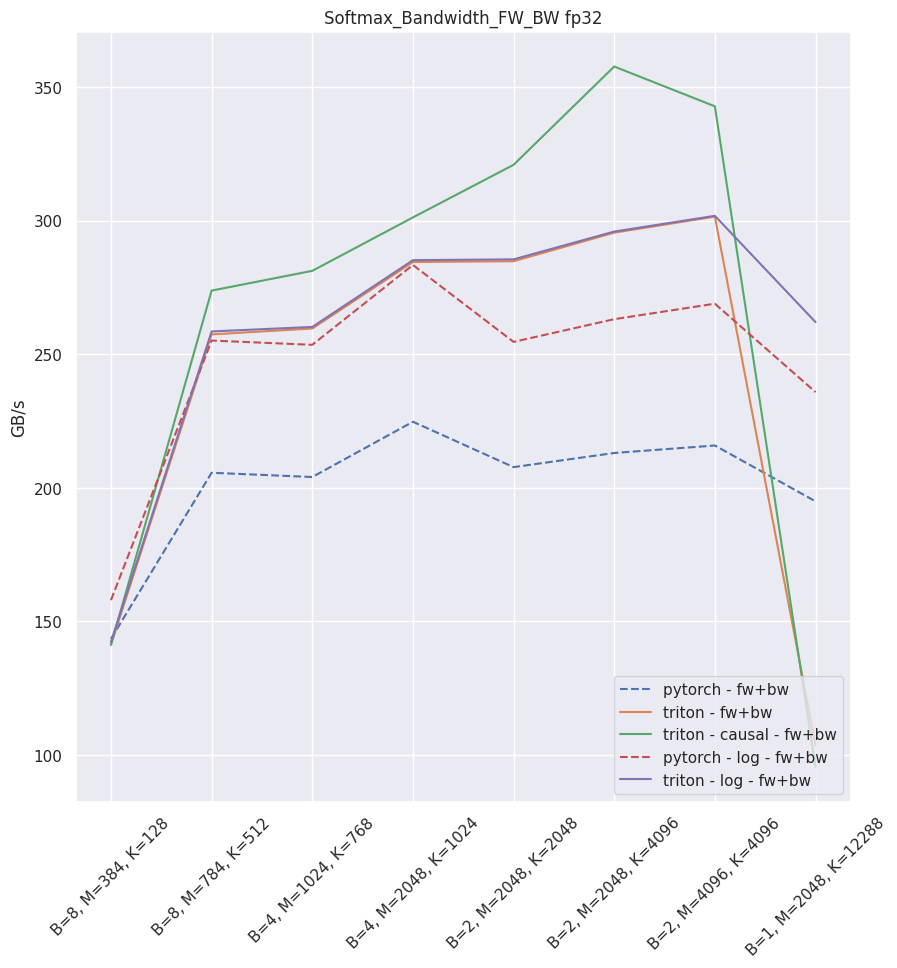 Softmax_Bandwidth_FW_BW fp32
GB/s
350
300
250
200
150
100
pytorch - fw+bw
triton - fw+bw
triton - causal - fw+bw
pytorch - log - fw+bw
triton - log - fw+bw
B=8, M=384, K=128
B=8, M=784, K=512
B=4, M=1024, K=768
B=4, M=2048, K=1024
B=2, M=2048, K=2048
B=2, M=2048, K=4096
B=2, M=4096, K=4096
B=1, M=2048, K=12288